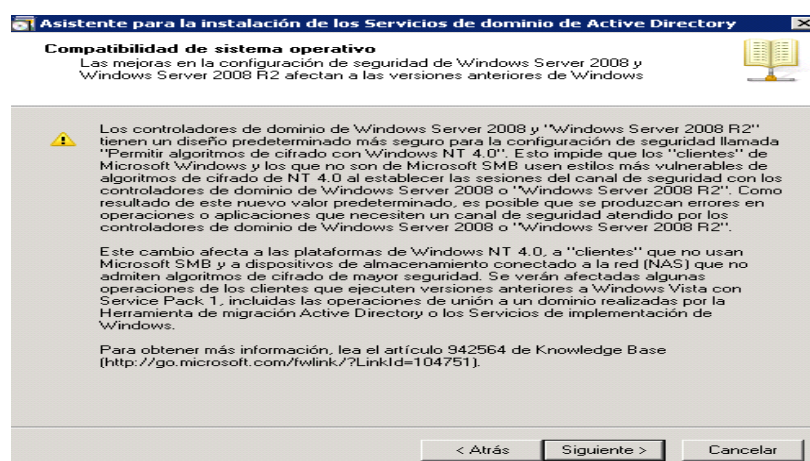 Asistente para la instalación de los Servicios de dominio de Active Directory
Compatibilidad de sistema operativo
Las mejoras en la configuración de seguridad de Windows Server 2008 y
Windows Server 2008 R2 afectan a las versiones anteriores de Windows
Los controladores de dominio de Windows Server 2008 y "Windows Server 2008 R2"
tienen un diseño predeterminado más seguro para la configuración de seguridad llamada
"Permitir algoritmos de cifrado con Windows NT 4.0". Esto impide que los "clientes" de
Microsoft Windows y los que no son de Microsoft SMB usen estilos más vulnerables de
algoritmos de cifrado de NT 4.0 al establecer las sesiones del canal de seguridad con los
controladores de dominio de Windows Server 2008 o "Windows Server 2008 R2". Como
resultado de este nuevo valor predeterminado, es posible que se produzcan errores en
operaciones o aplicaciones que necesiten un canal de seguridad atendido por los
controladores de dominio de Windows Server 2008 o "Windows Server 2008 R2".
Este cambio afecta a las plataformas de Windows NT 4.0, a "clientes" que no usan
Microsoft SMB y a dispositivos de almacenamiento conectado a la red (NAS) que no
admiten algoritmos de cifrado de mayor seguridad. Se verán afectadas algunas
operaciones de los clientes que ejecuten versiones anteriores a Windows Vista con
Service Pack 1, incluidas las operaciones de unión a un dominio realizadas por la
Herramienta de migración Active Directory o los Servicios de implementación de
Windows.
Para obtener más información, lea el artículo 942564 de Knowledge Base
(http://go.microsoft.com/fwlink/?LinkId=104751).
< Atrás
Siguiente >
Cancelar